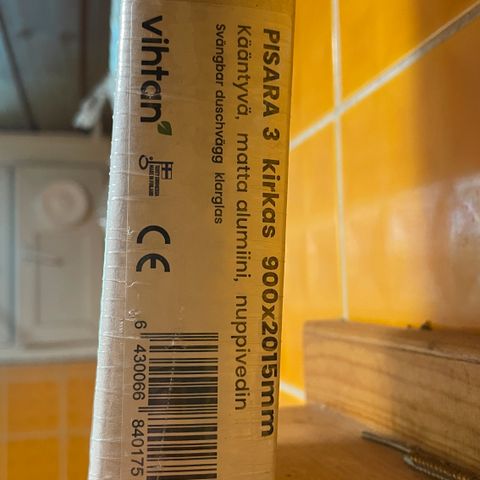 PISARA 3 kirkas 900x2015mm
Kääntyvä, matta alumiini, nuppivedin
Svängbar duschvägg klarglas
vihtan
CE
6 430066 840175